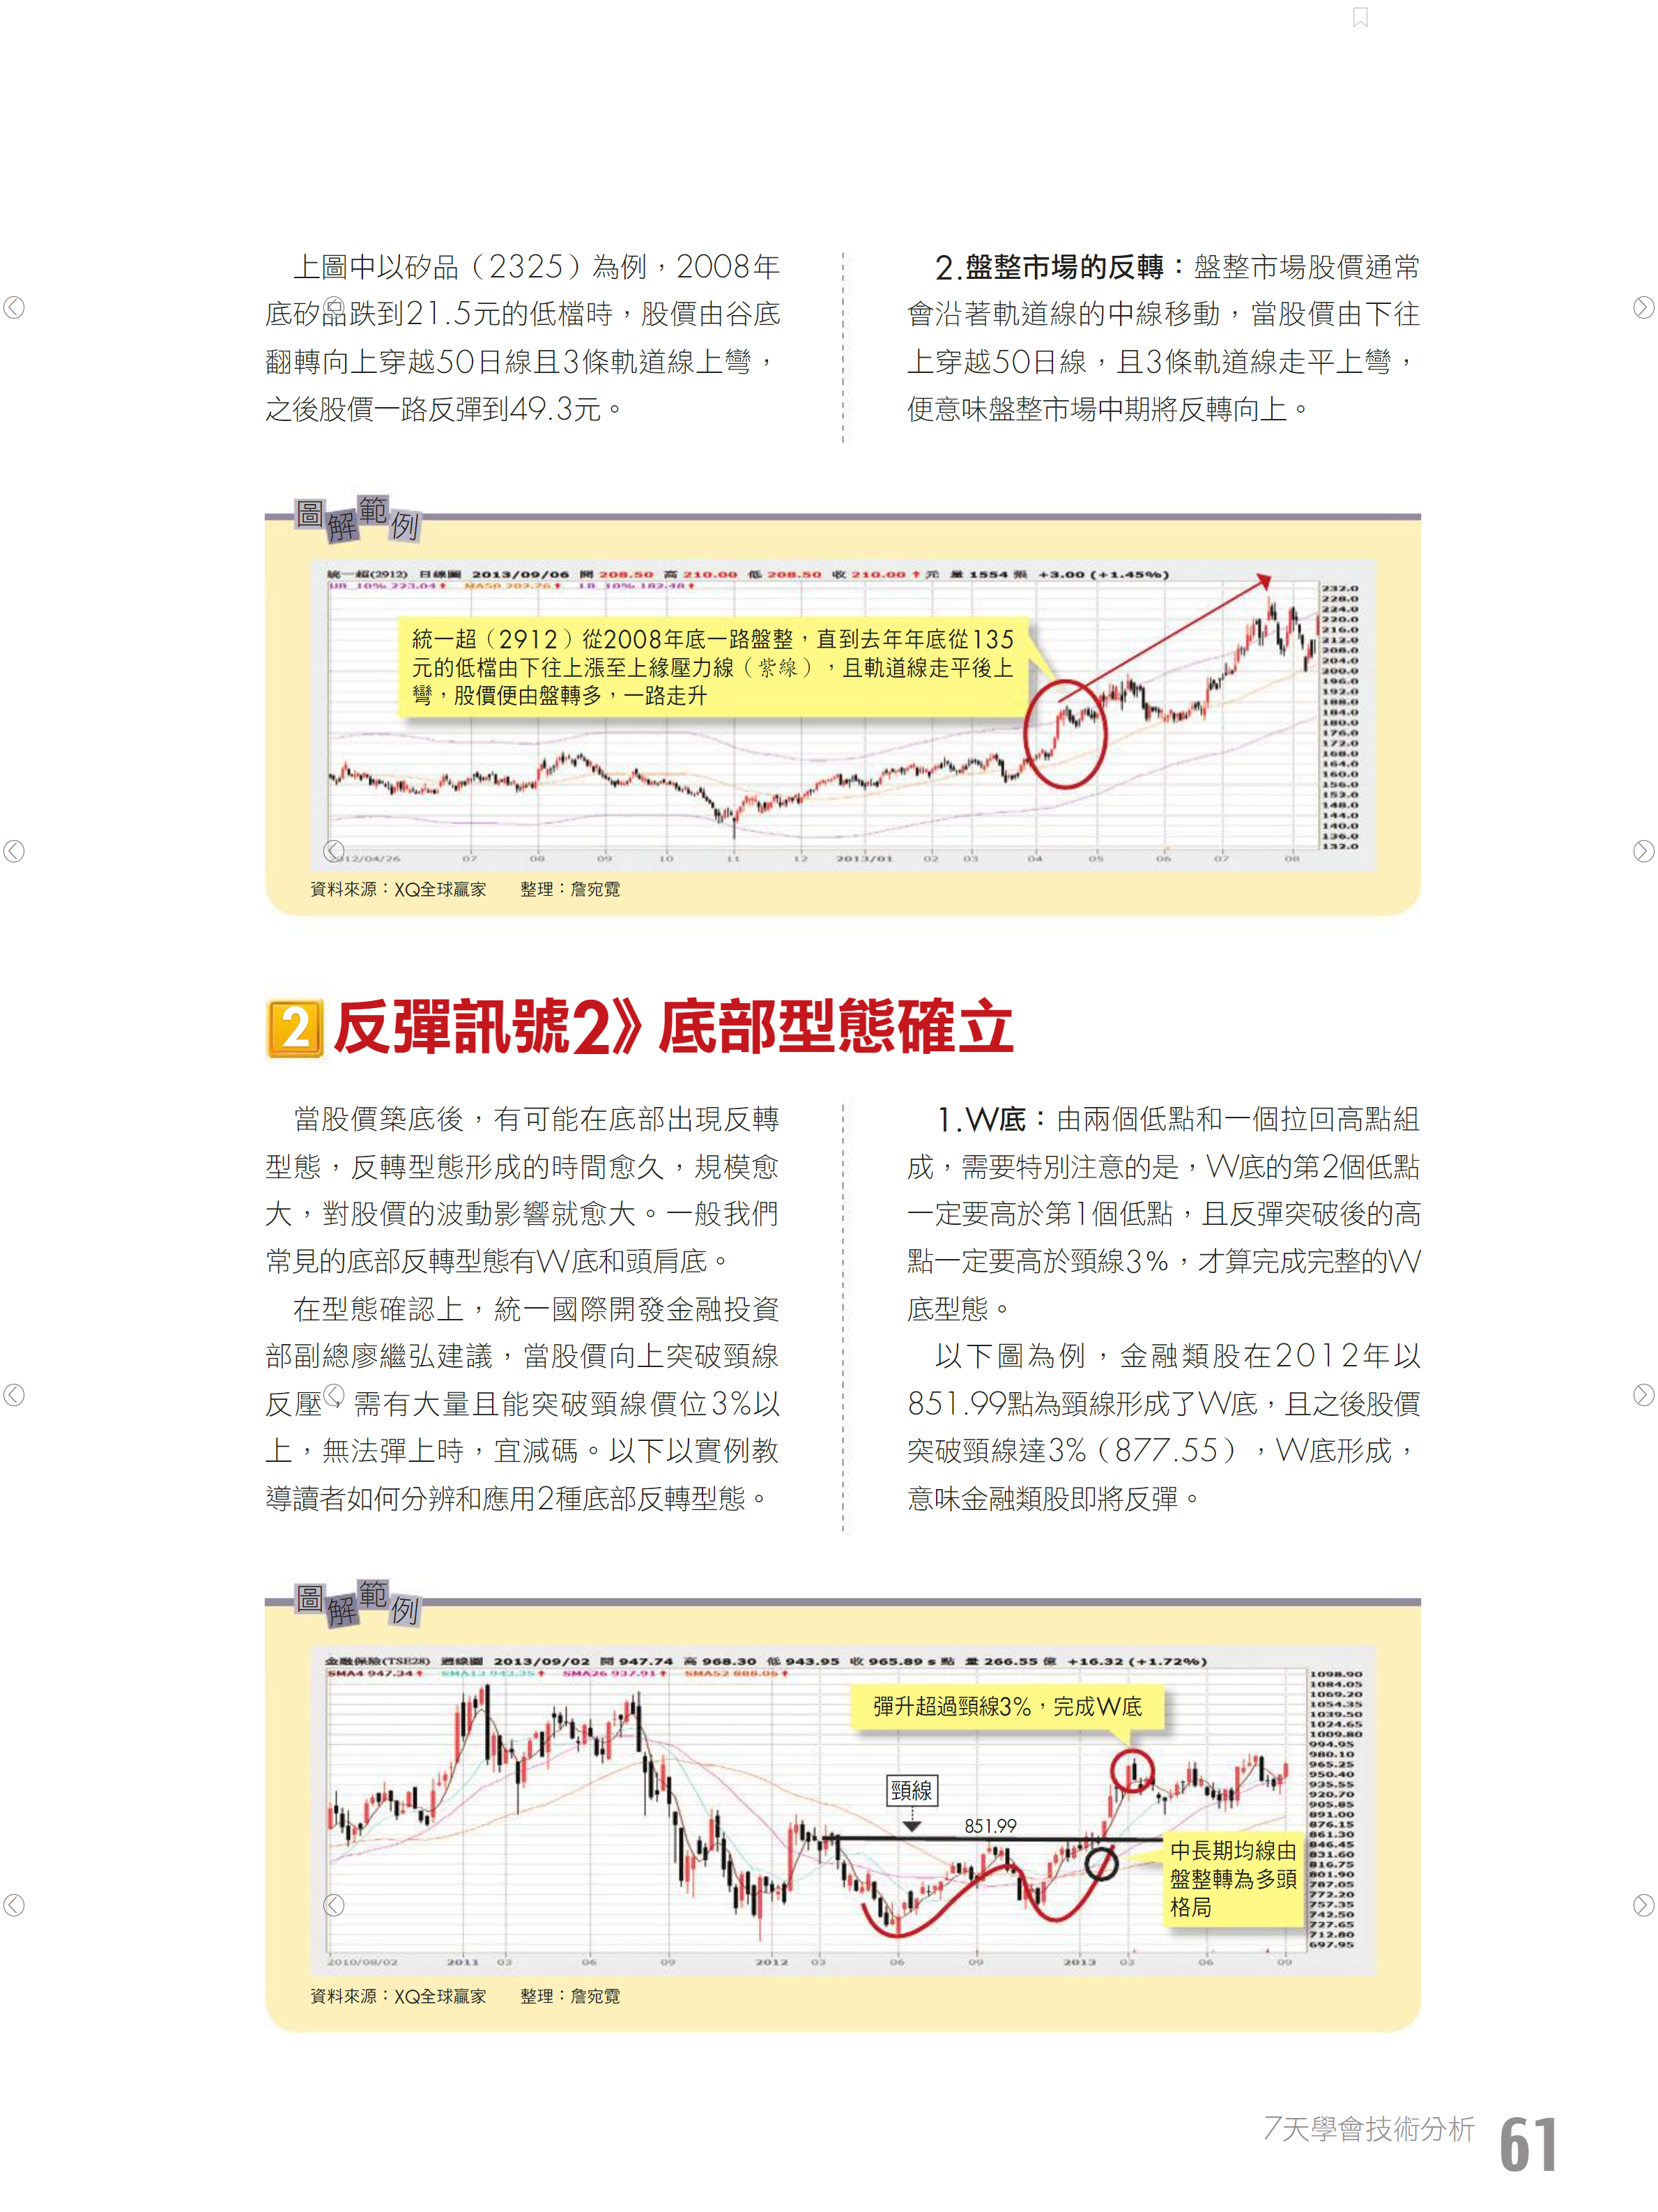 上圖中以矽品（2325）為例，2008年
底矽品跌到21.5元的低檔時，股價由谷底
翻轉向上穿越50日線且3條軌道線上彎，
之後股價一路反彈到49.3元。
2.盤整市場的反轉：盤整市場股價通常
會沿著軌道線的中線移動，當股價由下往
上穿越50日線，且3條軌道線走平上彎，
便意味盤整市場中期將反轉向上。
圖解範例
統一超(2912) 日線圖 2013/09/06 開 208.50 高 210.00 低 208.50 收 210.00 ↑ 元 量 1554 張 +3.00 (+1.45%)
UB_10% 223.04↑ MA50 202.76↑ LB_10% 182.48↑
統一超（2912）從2008年底一路盤整，直到去年年底從135
元的低檔由下往上漲至上緣壓力線（紫線），且軌道線走平後上
彎，股價便由盤轉多，一路走升
232.0
228.0
224.0
220.0
216.0
212.0
208.0
204.0
200.0
196.0
192.0
188.0
184.0
180.0
176.0
172.0
168.0
164.0
160.0
156.0
152.0
148.0
144.0
140.0
136.0
132.0
2012/04/26 07 08 09 10 11 12 2013/01 02 03 04 05 06 07 08
資料來源：XQ全球贏家 整理：詹宛霓
2 反彈訊號2》底部型態確立
當股價築底後，有可能在底部出現反轉
型態，反轉型態形成的時間愈久，規模愈
大，對股價的波動影響就愈大。一般我們
常見的底部反轉型態有W底和頭肩底。
在型態確認上，統一國際開發金融投資
部副總廖繼弘建議，當股價向上突破頸線
反壓，需有大量且能突破頸線價位3%以
上，無法彈上時，宜減碼。以下以實例教
導讀者如何分辨和應用2種底部反轉型態。
1.W底：由兩個低點和一個拉回高點組
成，需要特別注意的是，W底的第2個低點
一定要高於第1個低點，且反彈突破後的高
點一定要高於頸線3%，才算完成完整的W
底型態。
以下圖為例，金融類股在2012年以
851.99點為頸線形成了W底，且之後股價
突破頸線達3%（877.55），W底形成，
意味金融類股即將反彈。
圖解範例
金融保險(TSE28) 週線圖 2013/09/02 開 947.74 高 968.30 低 943.95 收 965.89 s 點 量 266.55 億 +16.32 (+1.72%)
SMA4 947.34↑ SMA13 942.35↑ SMA26 937.91↑ SMA52 888.06↑
彈升超過頸線3%，完成W底
頸線
851.99
中長期均線由
盤整轉為多頭
格局
1098.90
1084.05
1069.20
1054.35
1039.50
1024.65
1009.80
994.95
980.10
965.25
950.40
935.55
920.70
905.85
891.00
876.15
861.30
846.45
831.60
816.75
801.90
787.05
772.20
757.35
742.50
727.65
712.80
697.95
2010/08/02 2011 03 06 09 2012 03 06 09 2013 03 06 09
資料來源：XQ全球贏家 整理：詹宛霓
7天學會技術分析 61